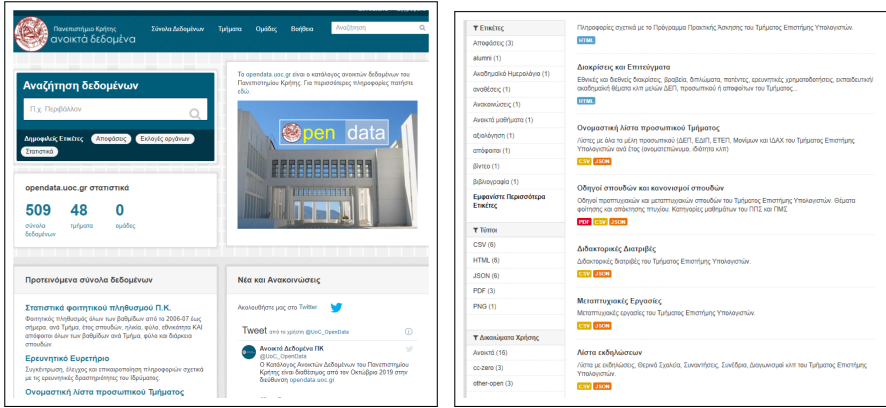 Πανεπιστήμιο Κρήτης
ανοικτά δεδομένα
Σύνολα Δεδομένων
Τμήματα
Ομάδες
Βοήθεια
Αναζήτηση
Αναζήτηση δεδομένων
Π.χ. Περιβάλλον
Δημοφιλείς Ετικέτες Αποφάσεις Εκλογές οργάνων
Στατιστικά
Το opendata.uoc.gr είναι ο κατάλογος ανοικτών δεδομένων του
Πανεπιστημίου Κρήτης. Για περισσότερες πληροφορίες πατήστε
εδώ.
Open data
opendata.uoc.gr στατιστικά
509 48 0
σύνολα τμήματα ομάδες
δεδομένων
Προτεινόμενα σύνολα δεδομένων
Στατιστικά φοιτητικού πληθυσμού Π.Κ.
Φοιτητικός πληθυσμός όλων των βαθμίδων από το 2006-07 έως
σήμερα, ανά Τμήμα, έτος σπουδών, ηλικία, φύλο, εθνικότητα ΚΑΙ
απόφοιτοι όλων των βαθμίδων ανά Τμήμα, φύλο και διάρκεια
σπουδών.
Ερευνητικό Ευρετήριο
Συγκέντρωση, έλεγχος και επικαιροποίηση πληροφοριών σχετικά
με τις ερευνητικές δραστηριότητες του Ιδρύματος.
Ονομαστική Λίστα προσωπικού Τμήματος
Νέα και Ανακοινώσεις
Ακολουθήστε μας στο Twitter
Tweet από το χρήστη @UoC_OpenData
Ανοικτά Δεδομένα ΠΚ
@UoC_OpenData
Ο Κατάλογος Ανοικτών Δεδομένων του Πανεπιστημίου
Κρήτης είναι διαθέσιμος από τον Οκτώβριο 2019 στην
διεύθυνση opendata.uoc.gr
Ετικέτες
Αποφάσεις (3)
alumni (1)
Ακαδημαϊκό Ημερολόγιο (1)
αναθέσεις (1)
Ανακοινώσεις (1)
Ανοικτά μαθήματα (1)
αξιολόγηση (1)
απόφοιτοι (1)
βίντεο (1)
βιβλιογραφία (1)
Εμφανίστε Περισσότερα
Ετικέτες
Τύποι
CSV (6)
HTML (6)
JSON (6)
PDF (3)
PNG (1)
Δικαιώματα Χρήσης
Ανοικτά (16)
cc-zero (3)
other-open (3)
Πληροφορίες σχετικά με το Πρόγραμμα Πρακτικής Άσκησης του Τμήματος Επιστήμης Υπολογιστών.
HTML
Διακρίσεις και Επιτεύγματα
Εθνικές και διεθνείς διακρίσεις, βραβεία, διπλώματα, πατέντες, ερευνητικές χρηματοδοτήσεις, εκπαιδευτική/
ακαδημαϊκή θέματα κλπ μελών ΔΕΠ, προσωπικού ή αποφοίτων του Τμήματος...
HTML
Ονομαστική Λίστα προσωπικού Τμήματος
Λίστες με όλα τα μέλη προσωπικού (ΔΕΠ, ΕΔΙΠ, ΕΤΕΠ, Μονίμων και ΙΔΑΧ του Τμήματος Επιστήμης
Υπολογιστών ανά έτος (ονοματεπώνυμο, ιδιότητα κλπ)
CSV JSON
Οδηγοί σπουδών και κανονισμοί σπουδών
Οδηγοί προπτυχιακών και μεταπτυχιακών σπουδών του Τμήματος Επιστήμης Υπολογιστών. Θέματα
φοίτησης και απόκτησης πτυχίου. Κατηγορίες μαθημάτων του ΠΠΣ και ΠΜΣ
PDF CSV JSON
Διδακτορικές Διατριβές
Διδακτορικές διατριβές του Τμήματος Επιστήμης Υπολογιστών.
CSV JSON
Μεταπτυχιακές Εργασίες
Μεταπτυχιακές εργασίες του Τμήματος Επιστήμης Υπολογιστών.
CSV JSON
Λίστα εκδηλώσεων
Λίστα με εκδηλώσεις, Θερινά Σχολεία, Συναντήσεις, Συνέδρια, Διαγωνισμοί κλπ του Τμήματος Επιστήμης
Υπολογιστών.
CSV JSON